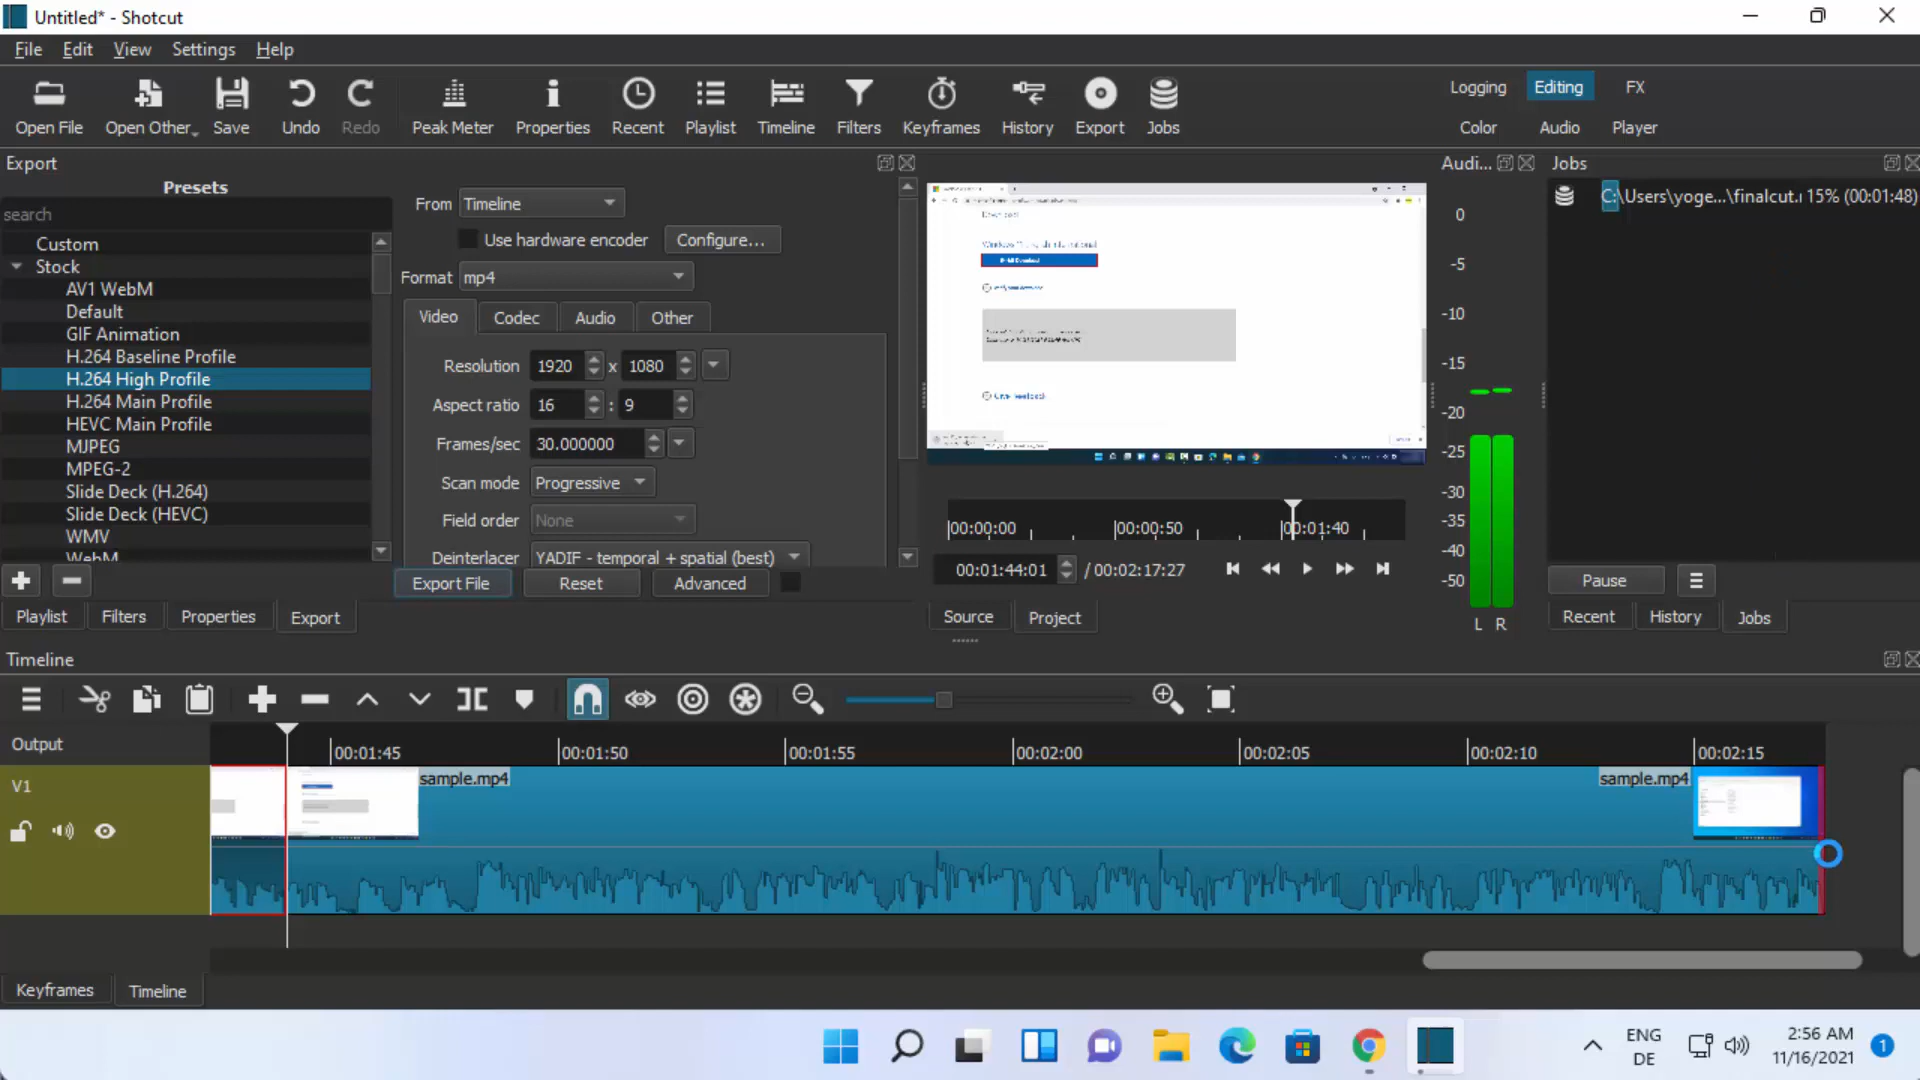 Untitled* - Shotcut
File Edit View Settings Help
Open File Open Other Save Undo Redo Peak Meter Properties Recent Playlist Timeline Filters Keyframes History Export Jobs
Logging Editing FX
Color Audio Player
Export
Presets
search
Custom
Stock
AV1 WebM
Default
GIF Animation
H.264 Baseline Profile
H.264 High Profile
H.264 Main Profile
HEVC Main Profile
MJPEG
MPEG-2
Slide Deck (H.264)
Slide Deck (HEVC)
WMV
WebM
From Timeline
Use hardware encoder Configure...
Format mp4
Video Codec Audio Other
Resolution 1920 x 1080
Aspect ratio 16 : 9
Frames/sec 30.000000
Scan mode Progressive
Field order None
Deinterlacer YADIF - temporal + spatial (best)
Export File Reset Advanced
Playlist Filters Properties Export
00:00:00 00:00:50 00:01:40
00:01:44:01 / 00:02:17:27
Source Project
Audi...
0
-5
-10
-15
-20
-25
-30
-35
-40
-50
L R
Jobs
C:\Users\yoge...\finalcut.ı 15% (00:01:48)
Pause
Recent History Jobs
Timeline
Output
00:01:45 00:01:50 00:01:55 00:02:00 00:02:05 00:02:10 00:02:15
V1
sample.mp4 sample.mp4
Keyframes Timeline
ENG
DE
2:56 AM
11/16/2021
1